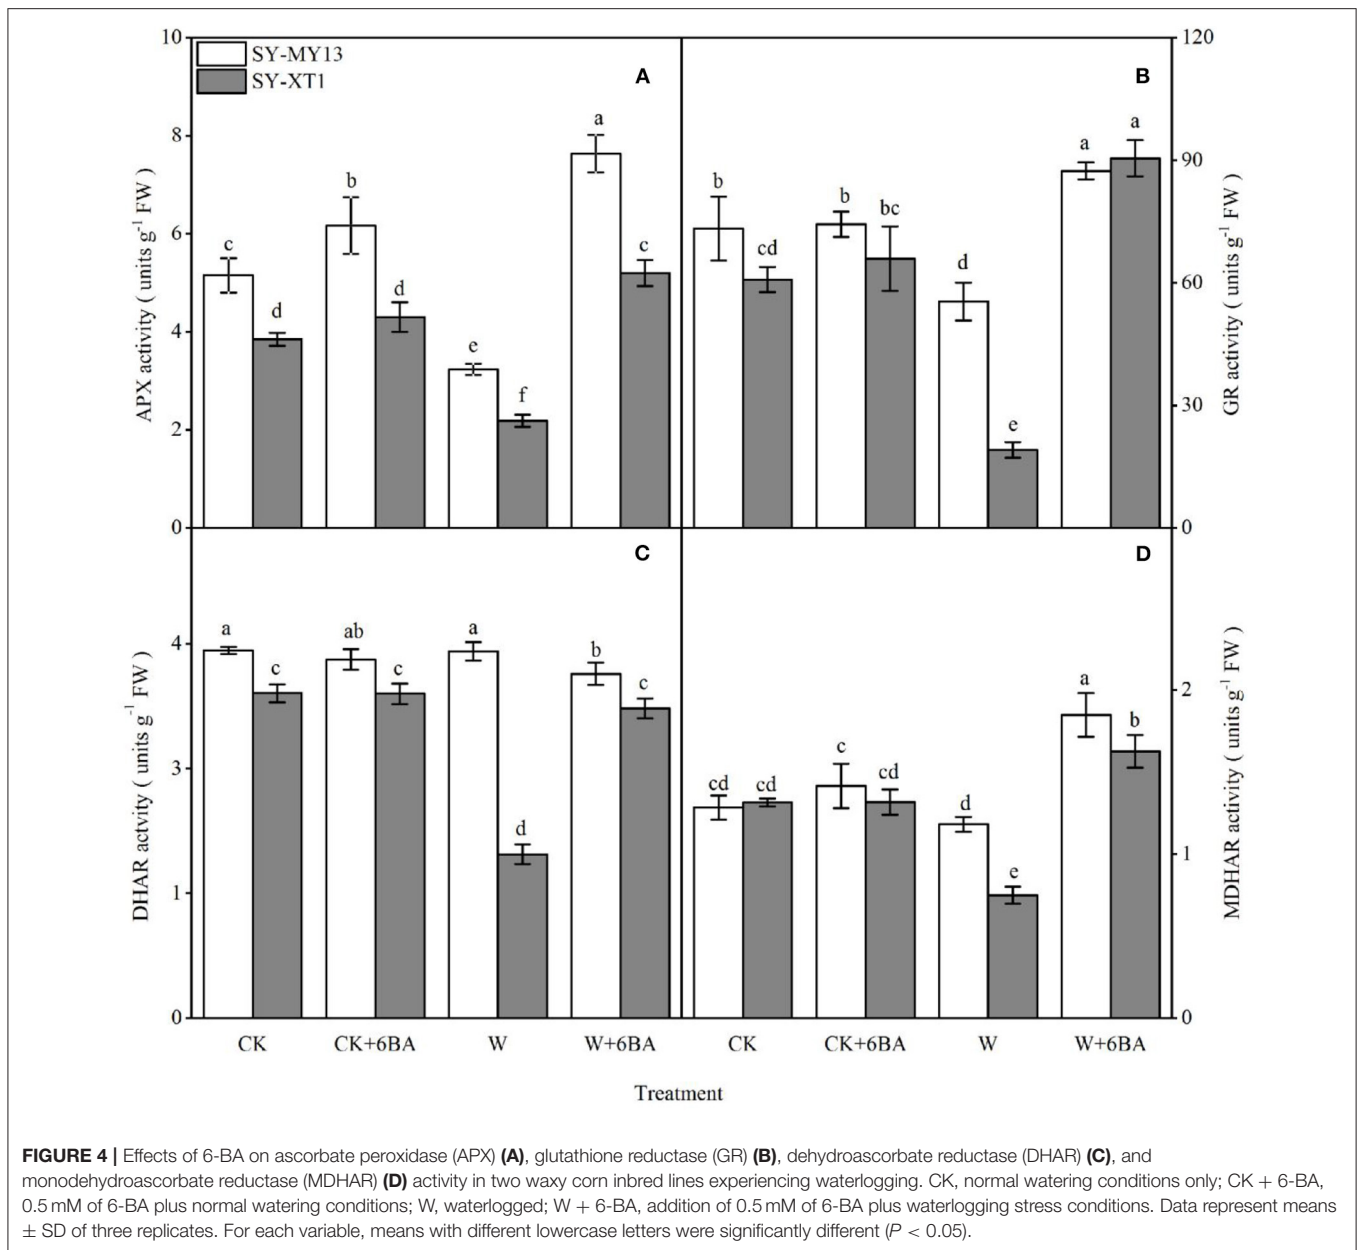 10
8
6
4
2
0
APX activity ( units g⁻¹ FW )
SY-MY13
SY-XT1
A
c
d
b
d
e
f
a
c
B
b
cd
b
bc
d
e
a
a
120
90
60
30
0
GR activity ( units g⁻¹ FW )
4
3
1
0
DHAR actvity ( units g⁻¹ FW )
C
a
c
ab
c
a
d
b
c
D
cd
cd
c
cd
d
e
a
b
2
1
0
MDHAR activity ( units g⁻¹ FW )
CK CK+6BA W W+6BA CK CK+6BA W W+6BA
Treatment
FIGURE 4 | Effects of 6-BA on ascorbate peroxidase (APX) (A), glutathione reductase (GR) (B), dehydroascorbate reductase (DHAR) (C), and
monodehydroascorbate reductase (MDHAR) (D) activity in two waxy corn inbred lines experiencing waterlogging. CK, normal watering conditions only; CK + 6-BA,
0.5 mM of 6-BA plus normal watering conditions; W, waterlogged; W + 6-BA, addition of 0.5 mM of 6-BA plus waterlogging stress conditions. Data represent means
± SD of three replicates. For each variable, means with different lowercase letters were significantly different (P < 0.05).